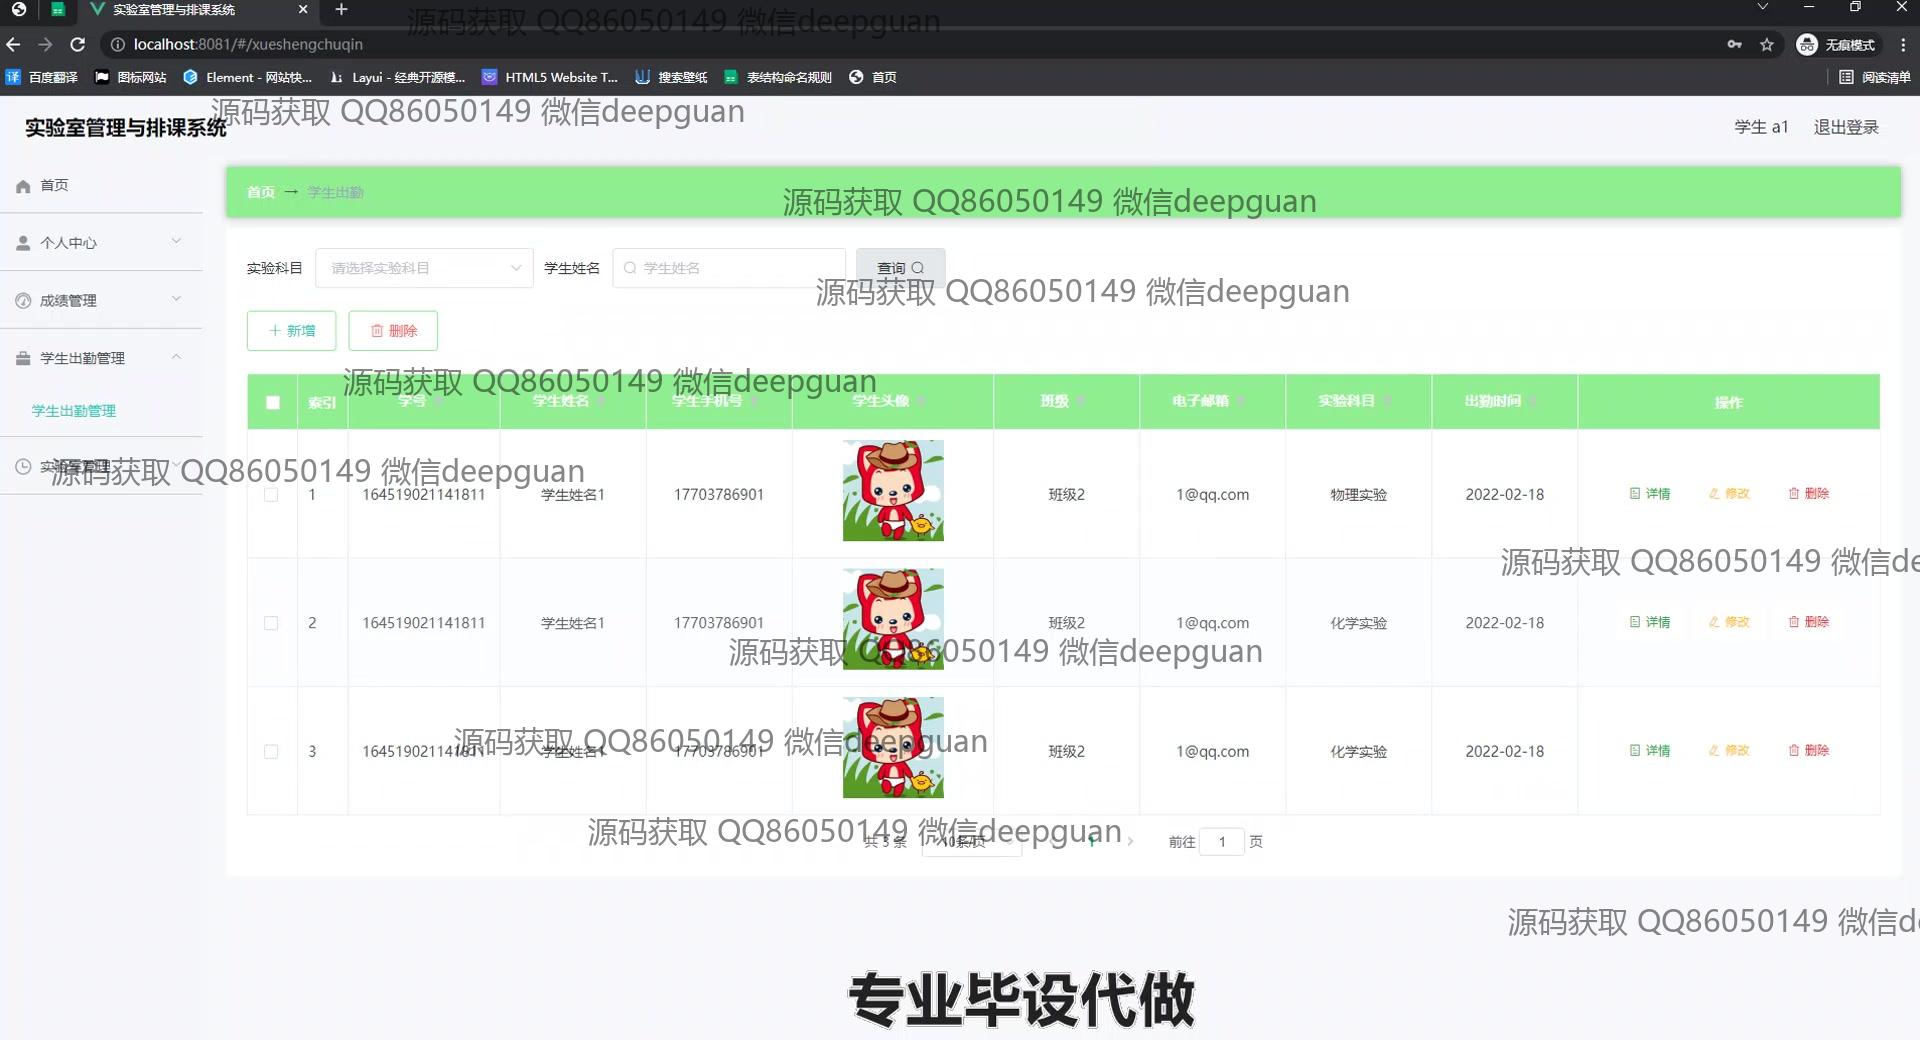 实验室管理与排课系统
源码获取 QQ86050149 微信deepguan
localhost:8081/#/xueshengchuqin
无痕模式
百度翻译 图标网站 Element - 网站快... Layui - 经典开源模... HTML5 Website T... 搜索壁纸 表结构命名规则 首页 阅读清单
源码获取 QQ86050149 微信deepguan
实验室管理与排课系统
学生 a1 退出登录
首页
个人中心
成绩管理
学生出勤管理
学生出勤管理
实验室管理
源码获取 QQ86050149 微信deepguan
首页 → 学生出勤
源码获取 QQ86050149 微信deepguan
实验科目 请选择实验科目 学生姓名 学生姓名 查询
源码获取 QQ86050149 微信deepguan
新增 删除
源码获取 QQ86050149 微信deepguan
索引 学号 学生姓名 学生手机号 学生头像 班级 电子邮箱 实验科目 出勤时间 操作
1 164519021141811 学生姓名1 17703786901 班级2 1@qq.com 物理实验 2022-02-18 详情 修改 删除
源码获取 QQ86050149 微信de
2 164519021141811 学生姓名1 17703786901 班级2 1@qq.com 化学实验 2022-02-18 详情 修改 删除
源码获取 QQ86050149 微信deepguan
源码获取 QQ86050149 微信deepguan
3 164519021141811 学生姓名1 17703786901 班级2 1@qq.com 化学实验 2022-02-18 详情 修改 删除
源码获取 QQ86050149 微信deepguan
共 3 条 10条/页 1 前往 1 页
源码获取 QQ86050149 微信d
专业毕设代做